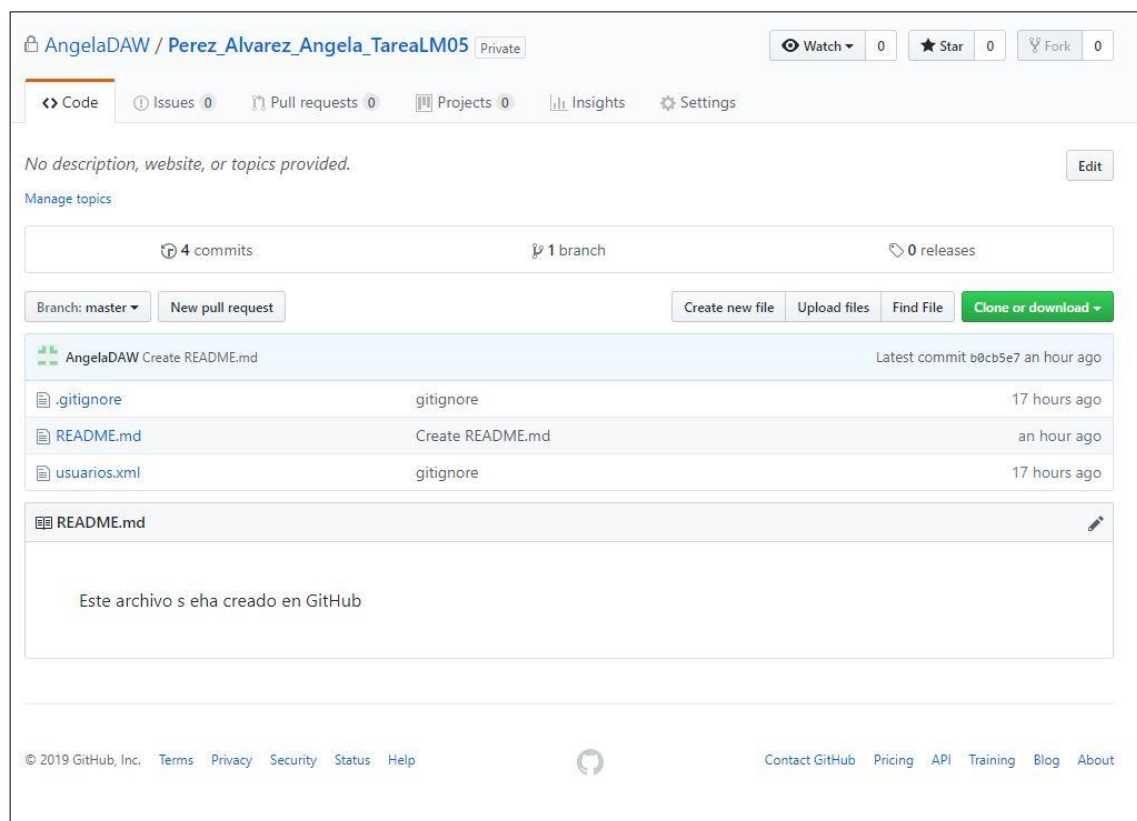 AngelaDAW / Perez_Alvarez_Angela_TareaLM05 Private Watch 0 Star 0 Fork 0
Code Issues 0 Pull requests 0 Projects 0 Insights Settings
No description, website, or topics provided. Edit
Manage topics
4 commits 1 branch 0 releases
Branch: master New pull request Create new file Upload files Find File Clone or download
AngelaDAW Create README.md Latest commit b0cb5e7 an hour ago
.gitignore gitignore 17 hours ago
README.md Create README.md an hour ago
usuarios.xml gitignore 17 hours ago
README.md
Este archivo s eha creado en GitHub
© 2019 GitHub, Inc. Terms Privacy Security Status Help Contact GitHub Pricing API Training Blog About